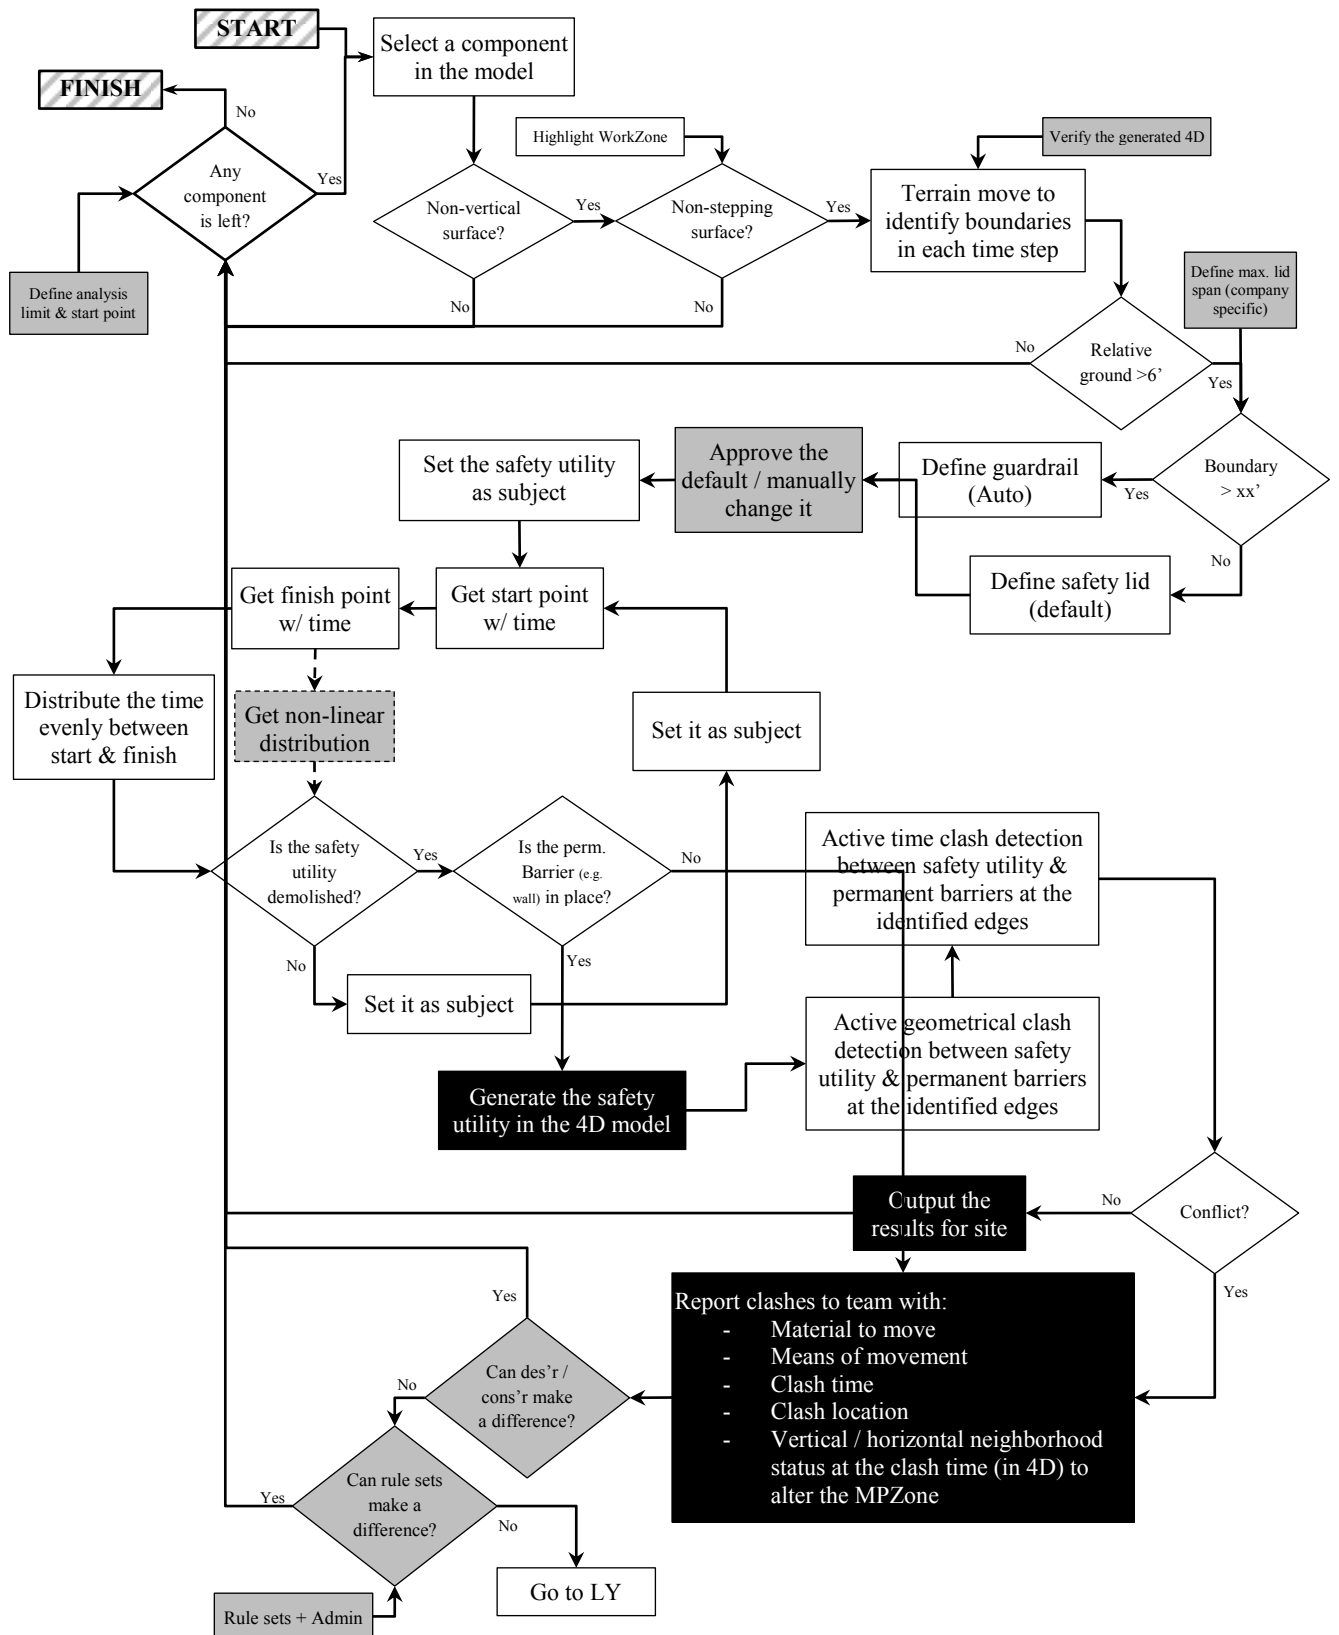 START
Select a component
in the model
FINISH
No
Any
component
is left?
Yes
Define analysis
limit & start point
Highlight WorkZone
Verify the generated 4D
Non-vertical
surface?
Yes
No
Non-stepping
surface?
Yes
No
Terrain move to
identify boundaries
in each time step
Define max. lid
span (company
specific)
No
Relative
ground >6’
Yes
Boundary
> xx’
Yes
No
Define guardrail
(Auto)
Approve the
default / manually
change it
Set the safety utility
as subject
Define safety lid
(default)
Get finish point
w/ time
Get start point
w/ time
Distribute the time
evenly between
start & finish
Get non-linear
distribution
Set it as subject
Is the safety
utility
demolished?
Yes
No
Is the perm.
Barrier (e.g.
wall) in place?
No
Yes
Active time clash detection
between safety utility &
permanent barriers at the
identified edges
Set it as subject
Active geometrical clash
detection between safety
utility & permanent barriers
at the identified edges
Generate the safety
utility in the 4D model
Output the
results for site
No
Conflict?
Yes
Report clashes to team with:
- Material to move
- Means of movement
- Clash time
- Clash location
- Vertical / horizontal neighborhood
status at the clash time (in 4D) to
alter the MPZone
Yes
Can des’r /
cons’r make
a difference?
No
Can rule sets
make a
difference?
Yes
No
Go to LY
Rule sets + Admin